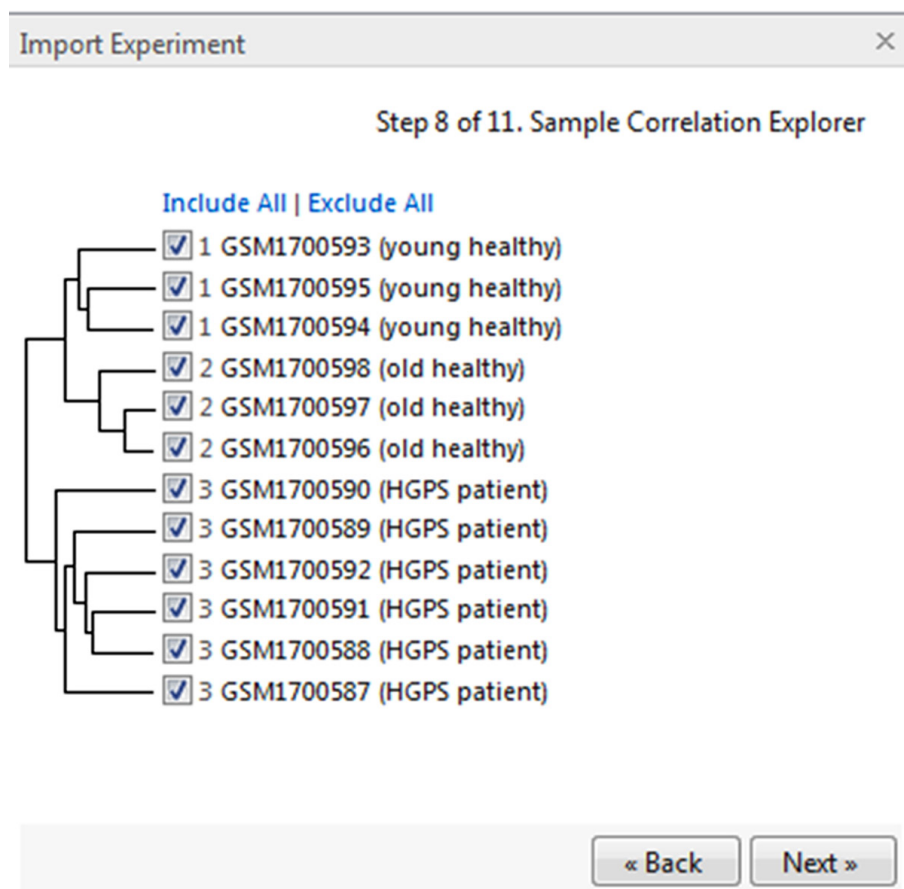 Import Experiment
Step 8 of 11. Sample Correlation Explorer
Include All | Exclude All
1 GSM1700593 (young healthy)
1 GSM1700595 (young healthy)
1 GSM1700594 (young healthy)
2 GSM1700598 (old healthy)
2 GSM1700597 (old healthy)
2 GSM1700596 (old healthy)
3 GSM1700590 (HGPS patient)
3 GSM1700589 (HGPS patient)
3 GSM1700592 (HGPS patient)
3 GSM1700591 (HGPS patient)
3 GSM1700588 (HGPS patient)
3 GSM1700587 (HGPS patient)
« Back Next »